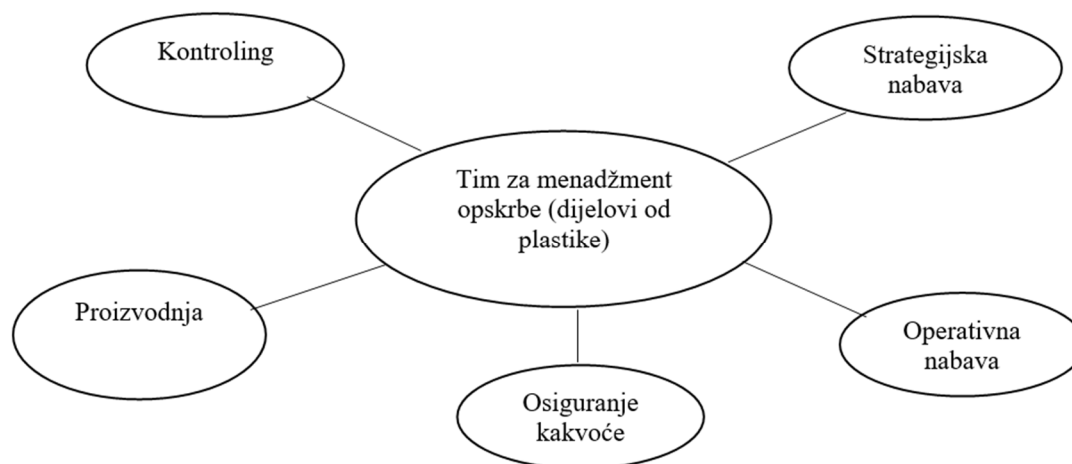 Kontroling
Strategijska
nabava
Tim za menadžment
opskrbe (dijelovi od
plastike)
Proizvodnja
Operativna
nabava
Osiguranje
kakvoće